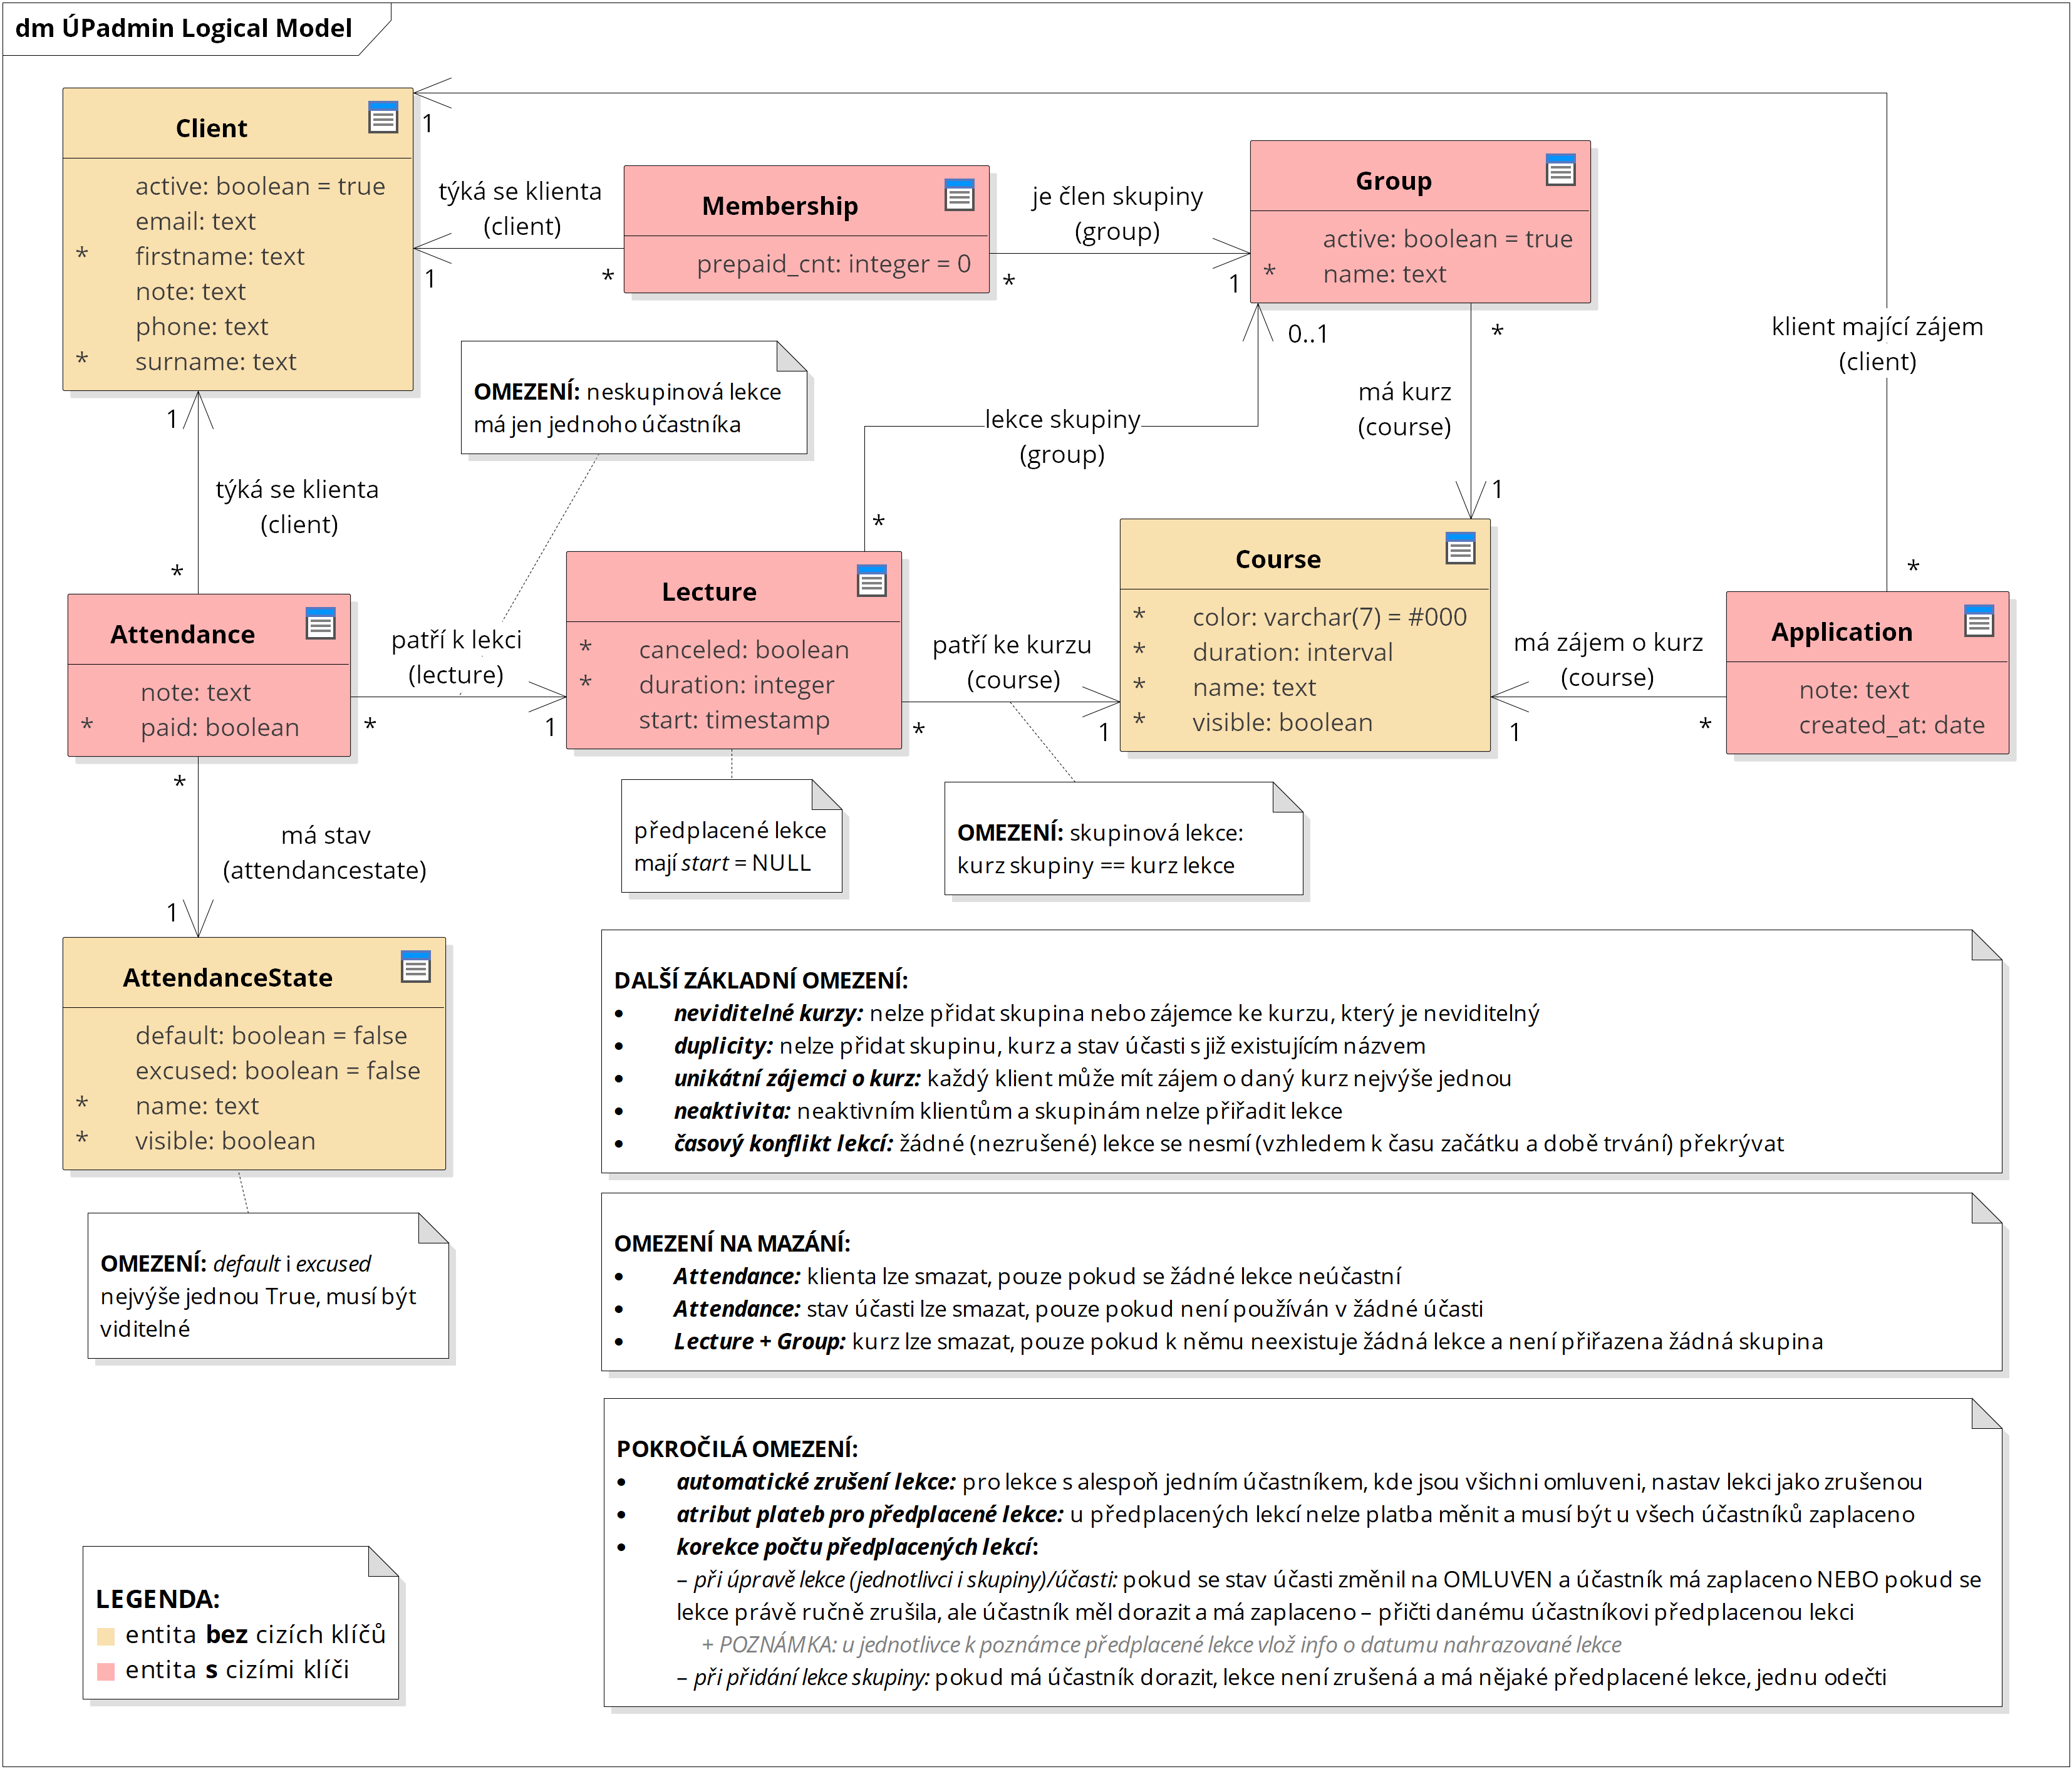 dm ÚPadmin Logical Model
Client
active: boolean = true
email: text
* firstname: text
note: text
phone: text
* surname: text
1
týká se klienta
(client)
1
*
Membership
prepaid_cnt: integer = 0
je člen skupiny
(group)
*
1
Group
active: boolean = true
* name: text
0..1
*
klient mající zájem
(client)
OMEZENÍ: neskupinová lekce
má jen jednoho účastníka
lekce skupiny
(group)
má kurz
(course)
1
týká se klienta
(client)
1
*
*
*
Attendance
note: text
* paid: boolean
patří k lekci
(lecture)
*
1
Lecture
* canceled: boolean
* duration: integer
start: timestamp
patří ke kurzu
(course)
*
1
Course
* color: varchar(7) = #000
* duration: interval
* name: text
* visible: boolean
má zájem o kurz
(course)
1
*
Application
note: text
created_at: date
*
má stav
(attendancestate)
1
předplacené lekce
mají start = NULL
OMEZENÍ: skupinová lekce:
kurz skupiny == kurz lekce
AttendanceState
default: boolean = false
excused: boolean = false
* name: text
* visible: boolean
OMEZENÍ: default i excused
nejvýše jednou True, musí být
viditelné
DALŠÍ ZÁKLADNÍ OMEZENÍ:
• neviditelné kurzy: nelze přidat skupina nebo zájemce ke kurzu, který je neviditelný
• duplicity: nelze přidat skupinu, kurz a stav účasti s již existujícím názvem
• unikátní zájemci o kurz: každý klient může mít zájem o daný kurz nejvýše jednou
• neaktivita: neaktivním klientům a skupinám nelze přiřadit lekce
• časový konflikt lekcí: žádné (nezrušené) lekce se nesmí (vzhledem k času začátku a době trvání) překrývat
OMEZENÍ NA MAZÁNÍ:
• Attendance: klienta lze smazat, pouze pokud se žádné lekce neúčastní
• Attendance: stav účasti lze smazat, pouze pokud není používán v žádné účasti
• Lecture + Group: kurz lze smazat, pouze pokud k němu neexistuje žádná lekce a není přiřazena žádná skupina
POKROČILÁ OMEZENÍ:
• automatické zrušení lekce: pro lekce s alespoň jedním účastníkem, kde jsou všichni omluveni, nastav lekci jako zrušenou
• atribut plateb pro předplacené lekce: u předplacených lekcí nelze platba měnit a musí být u všech účastníků zaplaceno
• korekce počtu předplacených lekcí:
– při úpravě lekce (jednotlivci i skupiny)/účasti: pokud se stav účasti změnil na OMLUVEN a účastník má zaplaceno NEBO pokud se
lekce právě ručně zrušila, ale účastník měl dorazit a má zaplaceno – přičti danému účastníkovi předplacenou lekci
+ POZNÁMKA: u jednotlivce k poznámce předplacené lekce vlož info o datumu nahrazované lekce
– při přidání lekce skupiny: pokud má účastník dorazit, lekce není zrušená a má nějaké předplacené lekce, jednu odečti
LEGENDA:
entita bez cizích klíčů
entita s cizími klíči